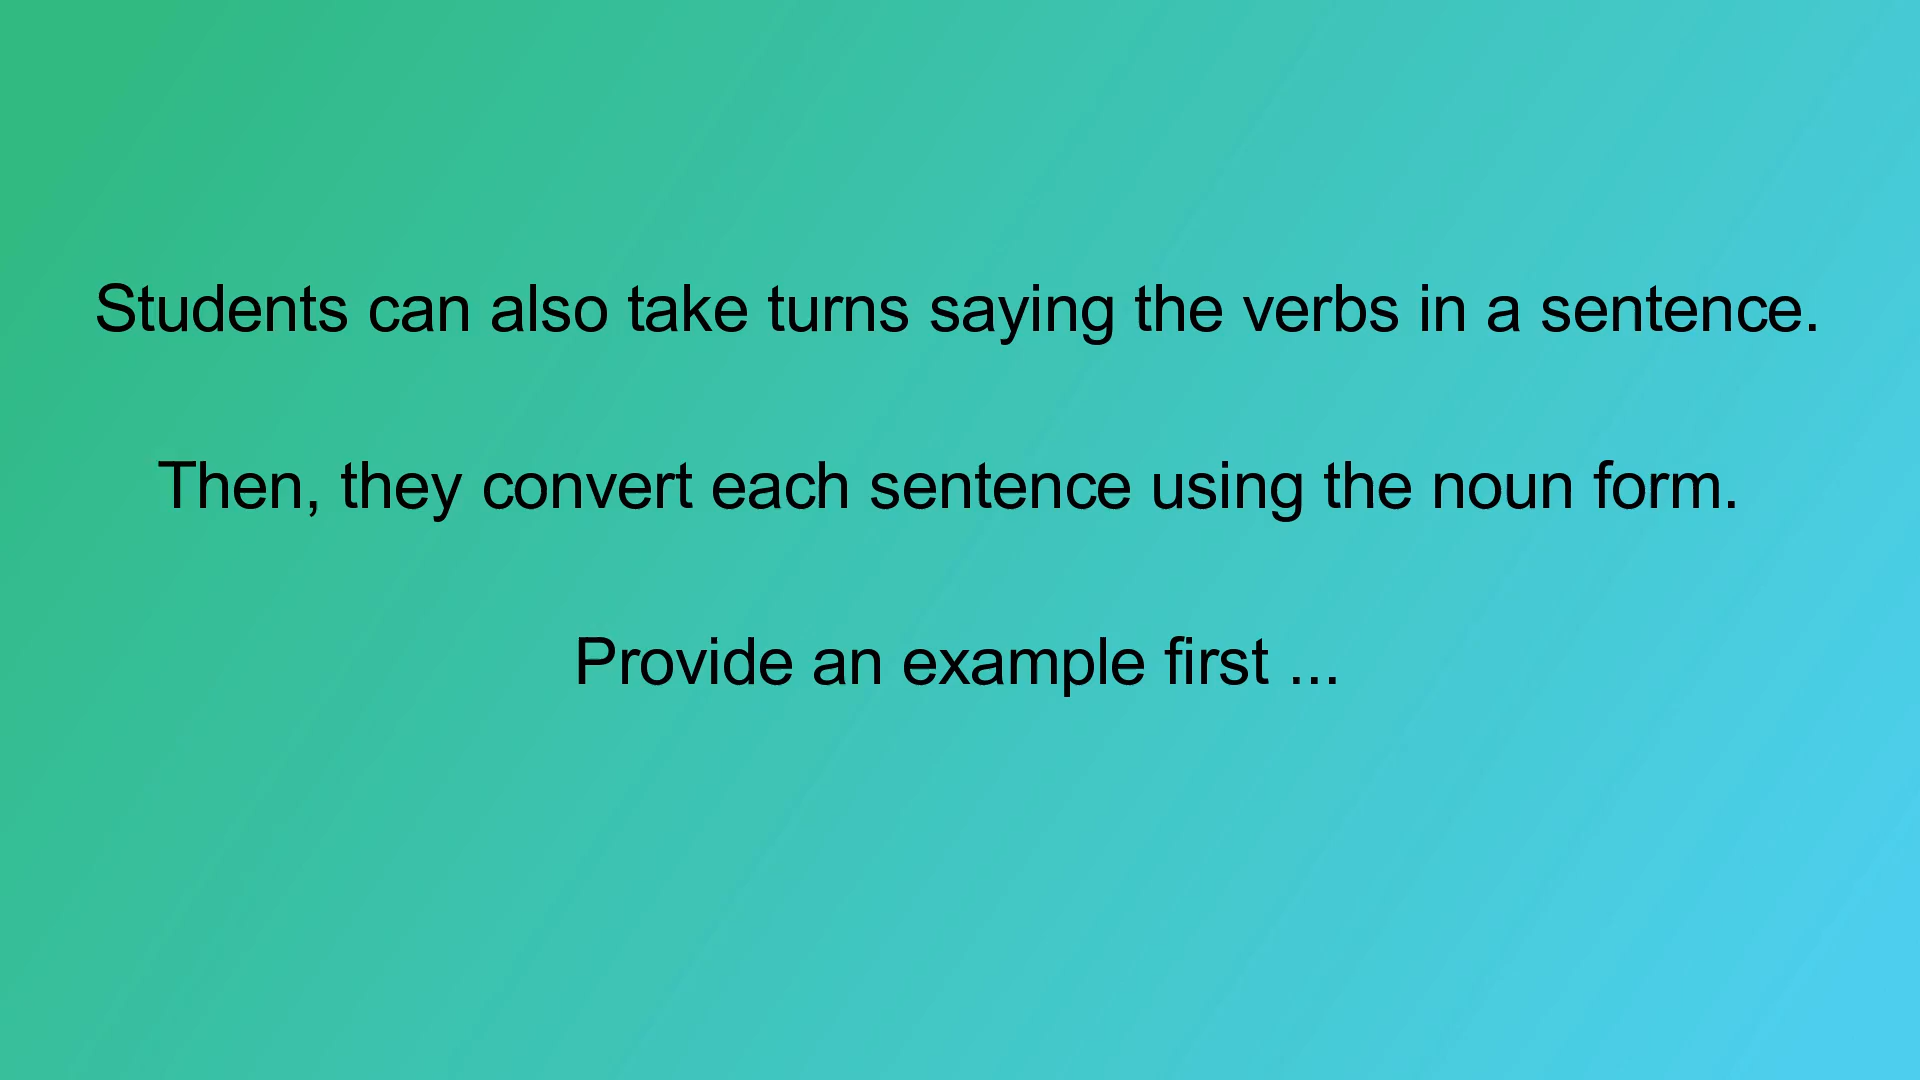 Students can also take turns saying the verbs in a sentence.
Then, they convert each sentence using the noun form.
Provide an example first ...